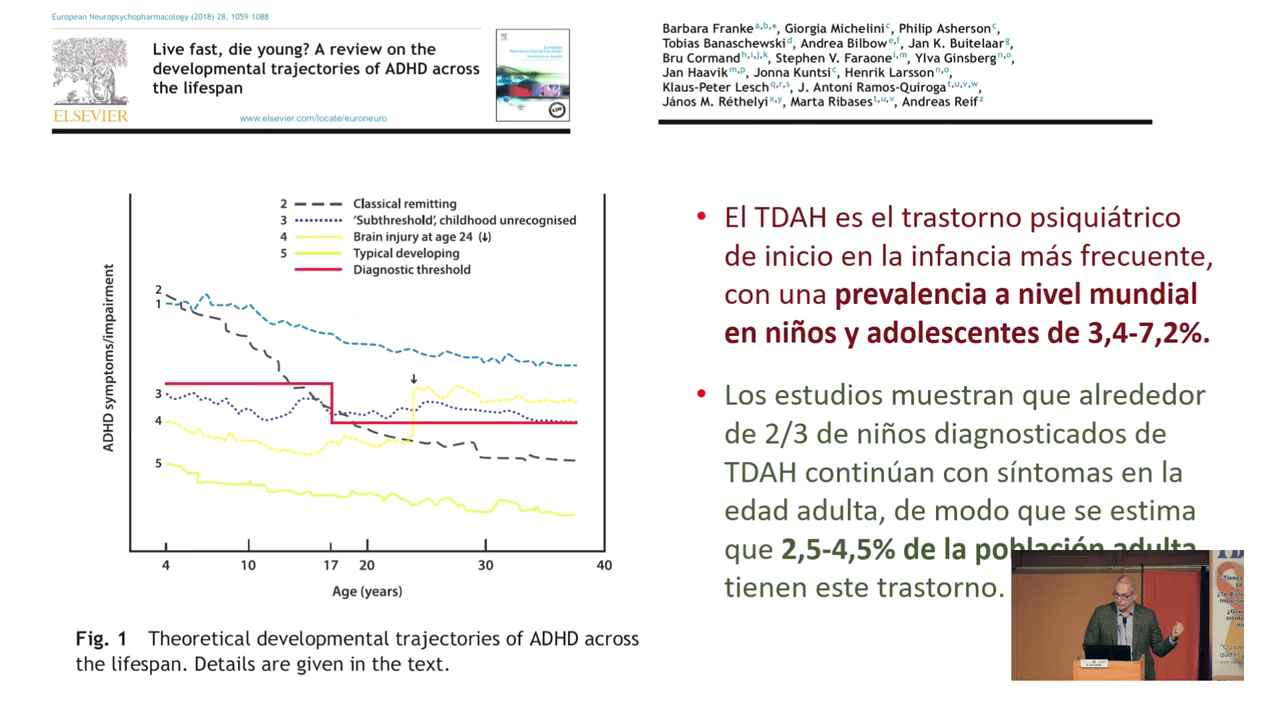 European Neuropsychopharmacology (2018) 28, 1059-1088
Live fast, die young? A review on the
developmental trajectories of ADHD across
the lifespan
ELSEVIER
www.elsevier.com/locate/euroneuro
Barbara Franke a,b,*, Giorgia Michelini c, Philip Asherson c,
Tobias Banaschewski d, Andrea Bilbow e,f, Jan K. Buitelaar g,
Bru Cormand h,i,j,k, Stephen V. Faraone l,m, Ylva Ginsberg n,o,
Jan Haavik m,p, Jonna Kuntsi c, Henrik Larsson n,o,
Klaus-Peter Lesch q,r,s, J. Antoni Ramos-Quiroga t,u,v,w,
János M. Réthelyi x,y, Marta Ribases t,u,v, Andreas Reif z
2 Classical remitting
3 'Subthreshold', childhood unrecognised
4 Brain injury at age 24 (↓)
5 Typical developing
Diagnostic threshold
ADHD symptoms/impairment
2
1
3
4
5
↓
4 10 17 20 30 40
Age (years)
Fig. 1 Theoretical developmental trajectories of ADHD across
the lifespan. Details are given in the text.
• El TDAH es el trastorno psiquiátrico
de inicio en la infancia más frecuente,
con una prevalencia a nivel mundial
en niños y adolescentes de 3,4-7,2%.
• Los estudios muestran que alrededor
de 2/3 de niños diagnosticados de
TDAH continúan con síntomas en la
edad adulta, de modo que se estima
que 2,5-4,5% de la población adulta
tienen este trastorno.